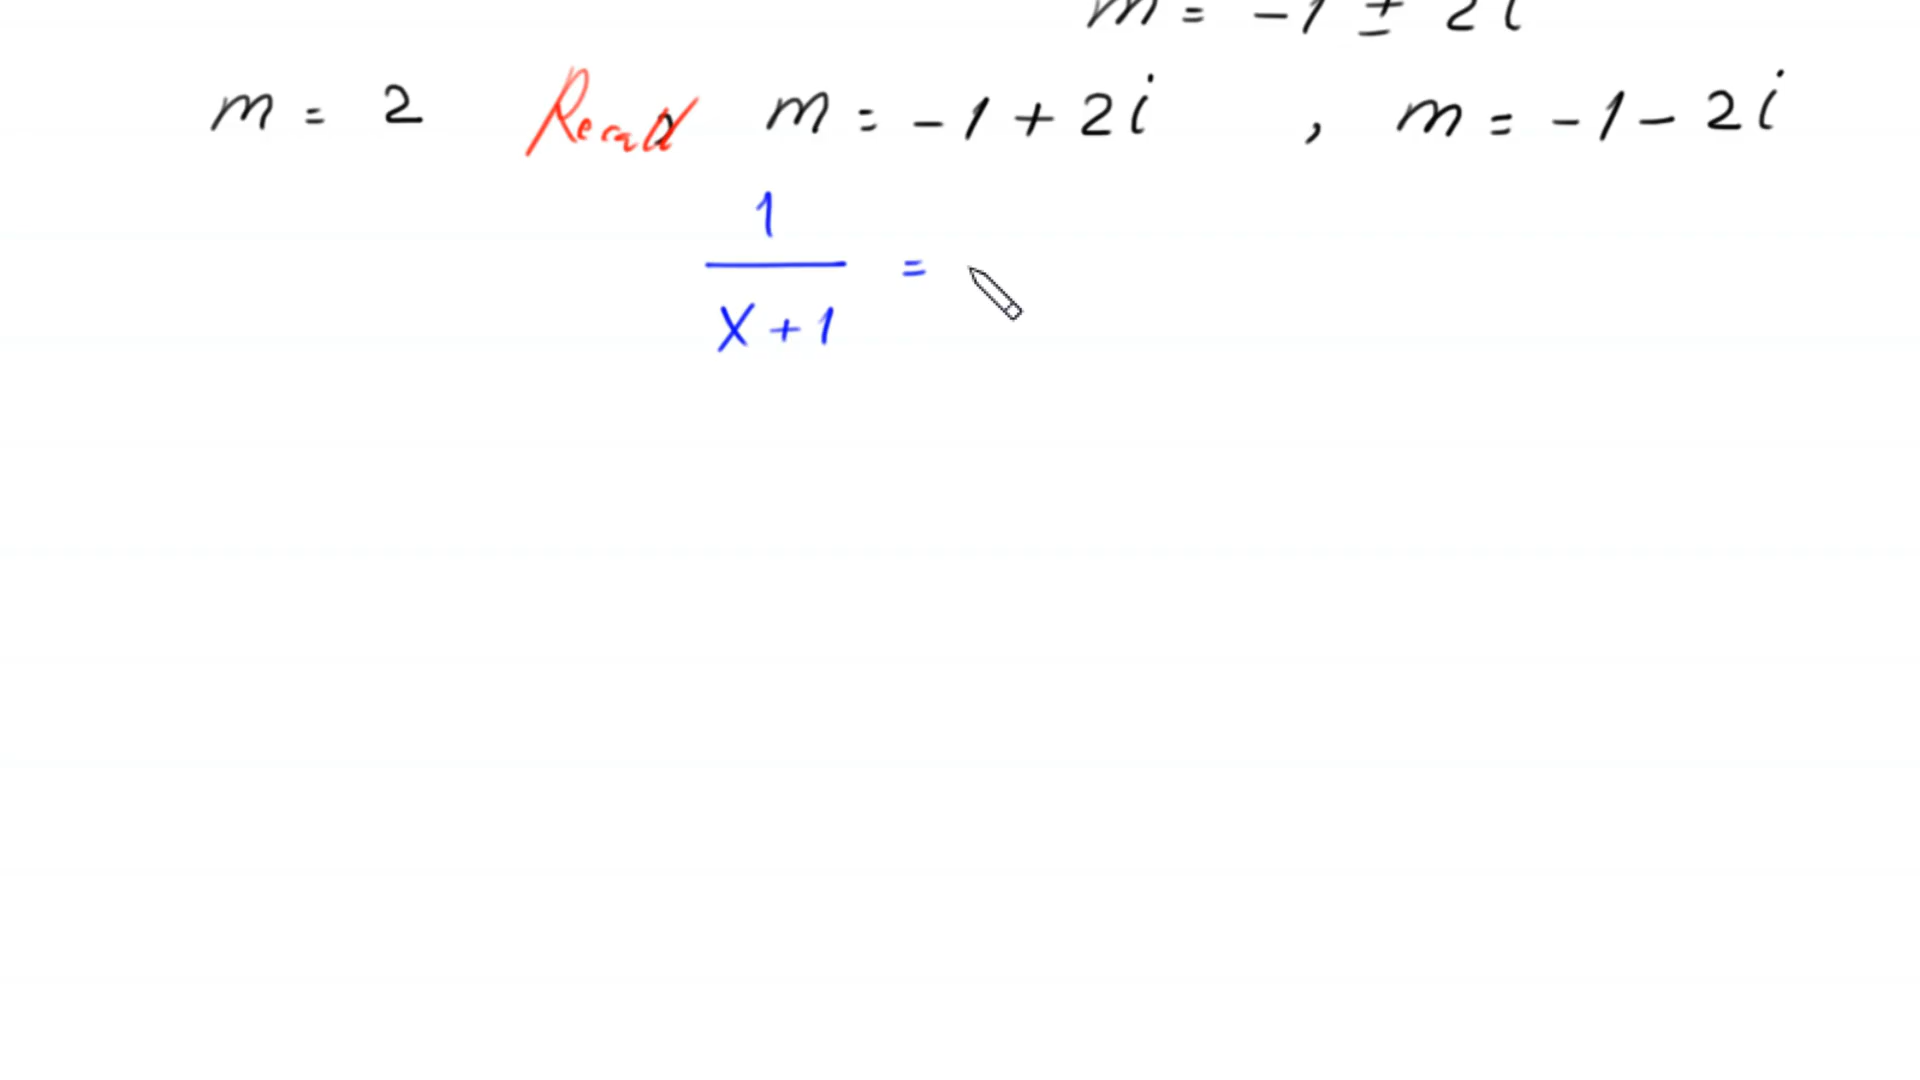 m = -1 ± 2i
m = 2 Recall , m = -1 + 2i , m = -1 - 2i
1
x + 1 =